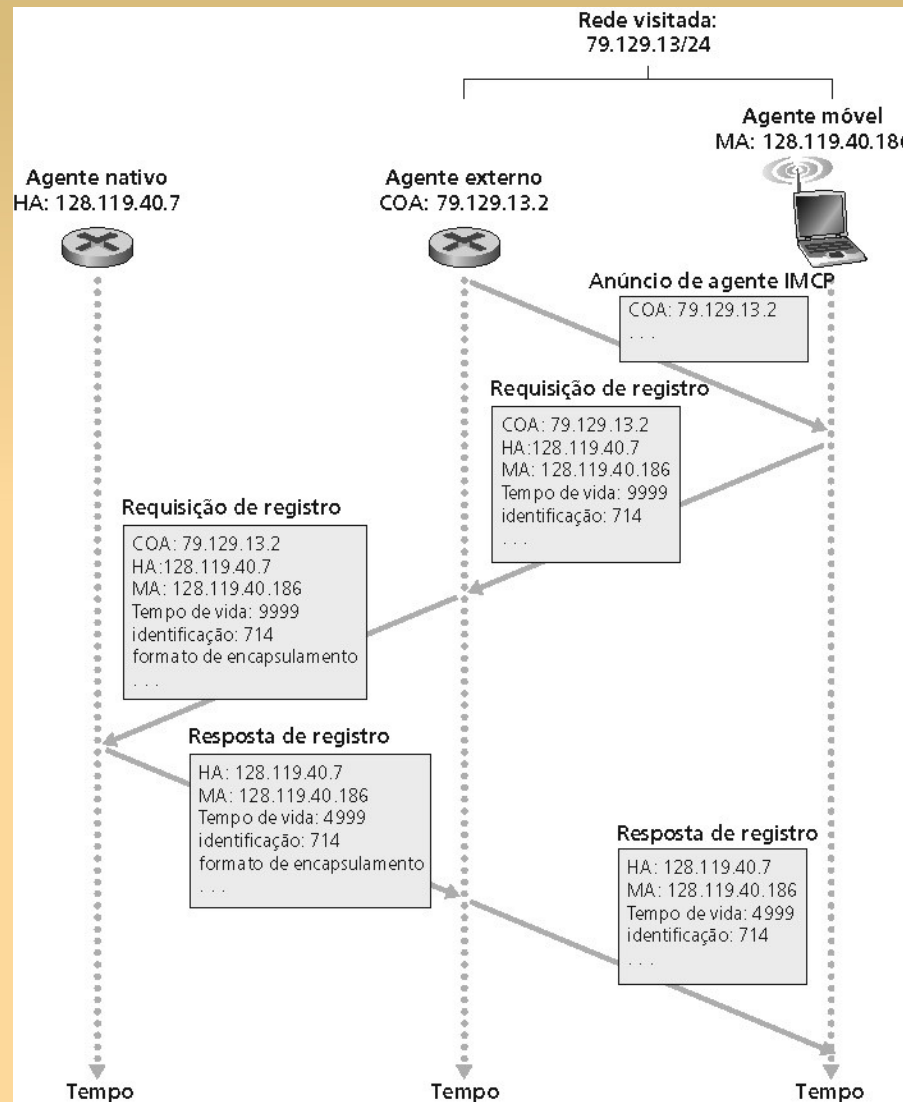 Rede visitada:
79.129.13/24
Agente móvel
MA: 128.119.40.186
Agente nativo
HA: 128.119.40.7
Agente externo
COA: 79.129.13.2
Anúncio de agente IMCP
COA: 79.129.13.2
. . .
Requisição de registro
COA: 79.129.13.2
HA:128.119.40.7
MA: 128.119.40.186
Tempo de vida: 9999
identificação: 714
. . .
Requisição de registro
COA: 79.129.13.2
HA:128.119.40.7
MA: 128.119.40.186
Tempo de vida: 9999
identificação: 714
formato de encapsulamento
. . .
Resposta de registro
HA: 128.119.40.7
MA: 128.119.40.186
Tempo de vida: 4999
identificação: 714
formato de encapsulamento
. . .
Resposta de registro
HA: 128.119.40.7
MA: 128.119.40.186
Tempo de vida: 4999
identificação: 714
. . .
Tempo
Tempo
Tempo